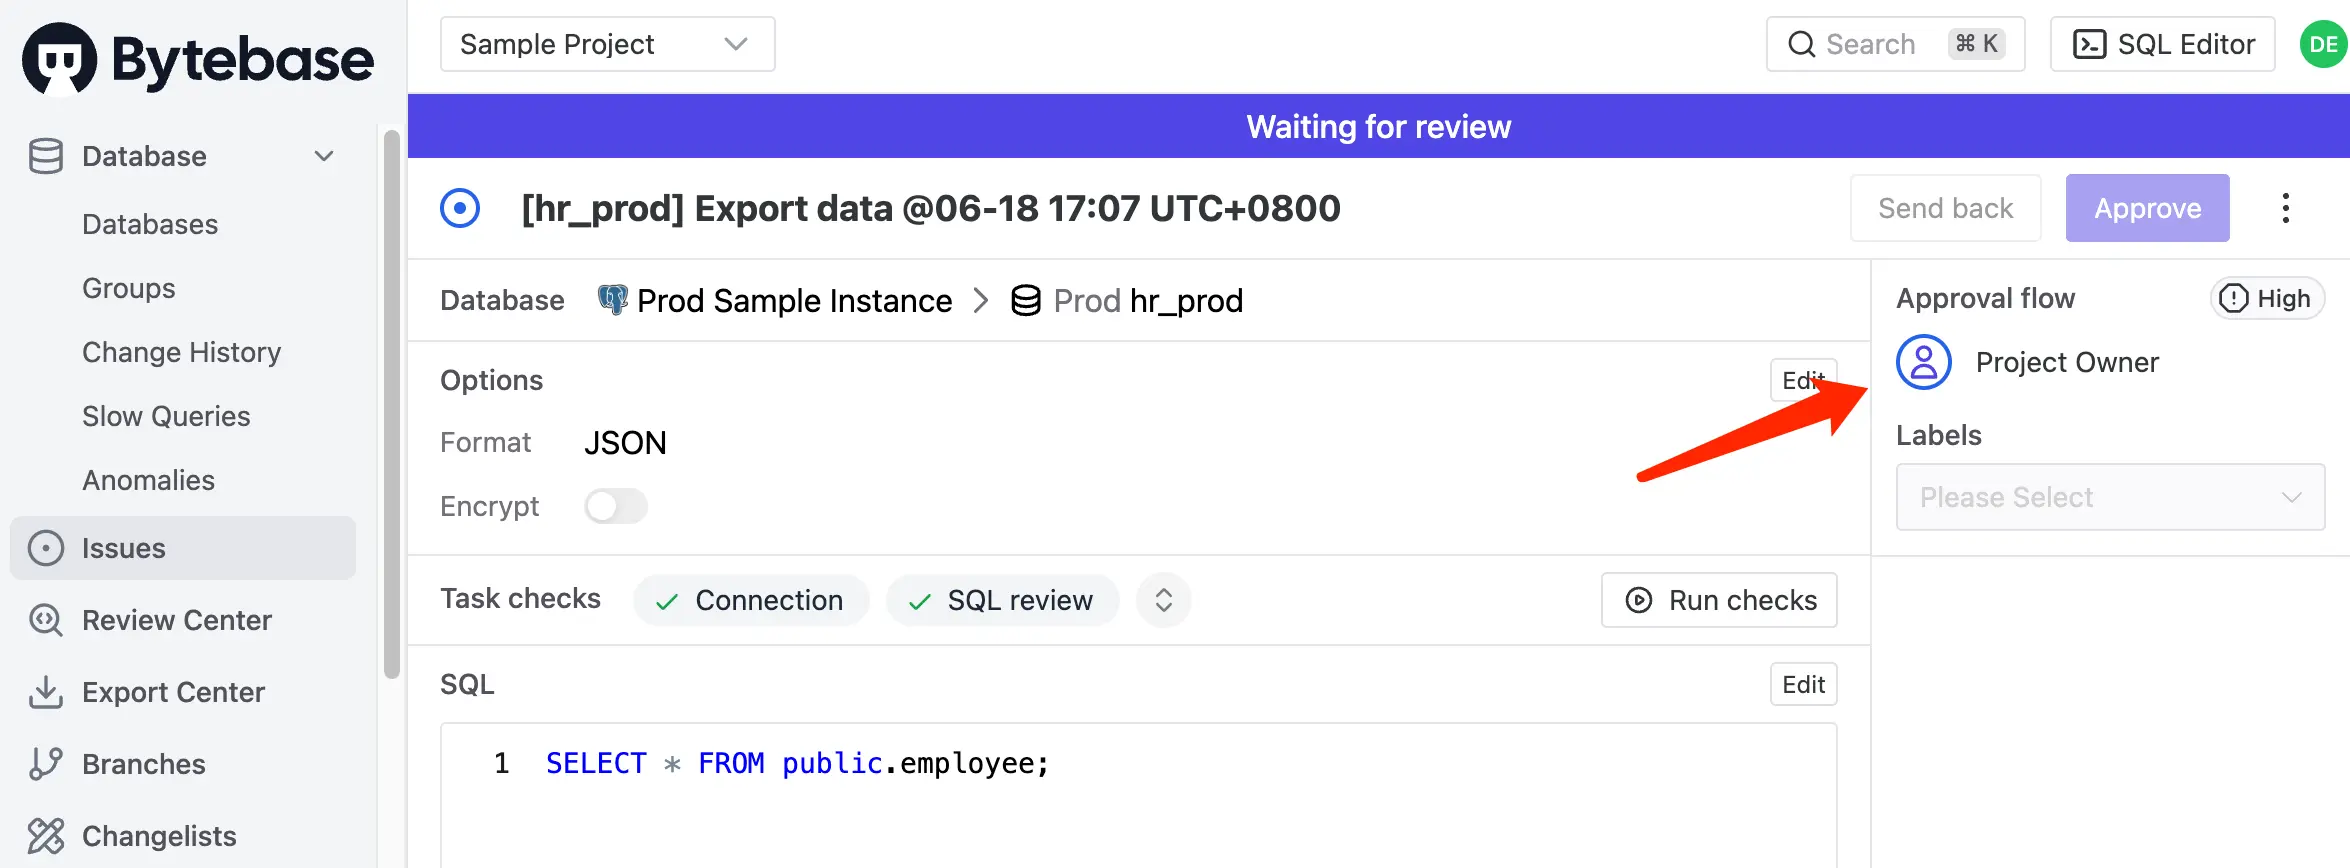 Bytebase
Sample Project
Search ⌘ K
SQL Editor
DE
Database
Databases
Groups
Change History
Slow Queries
Anomalies
Issues
Review Center
Export Center
Branches
Changelists
Waiting for review
[hr_prod] Export data @06-18 17:07 UTC+0800
Send back
Approve
Database Prod Sample Instance > Prod hr_prod
Options
Edit
Format JSON
Encrypt
Task checks Connection SQL review
Run checks
SQL
Edit
1 SELECT * FROM public.employee;
Approval flow
High
Project Owner
Labels
Please Select